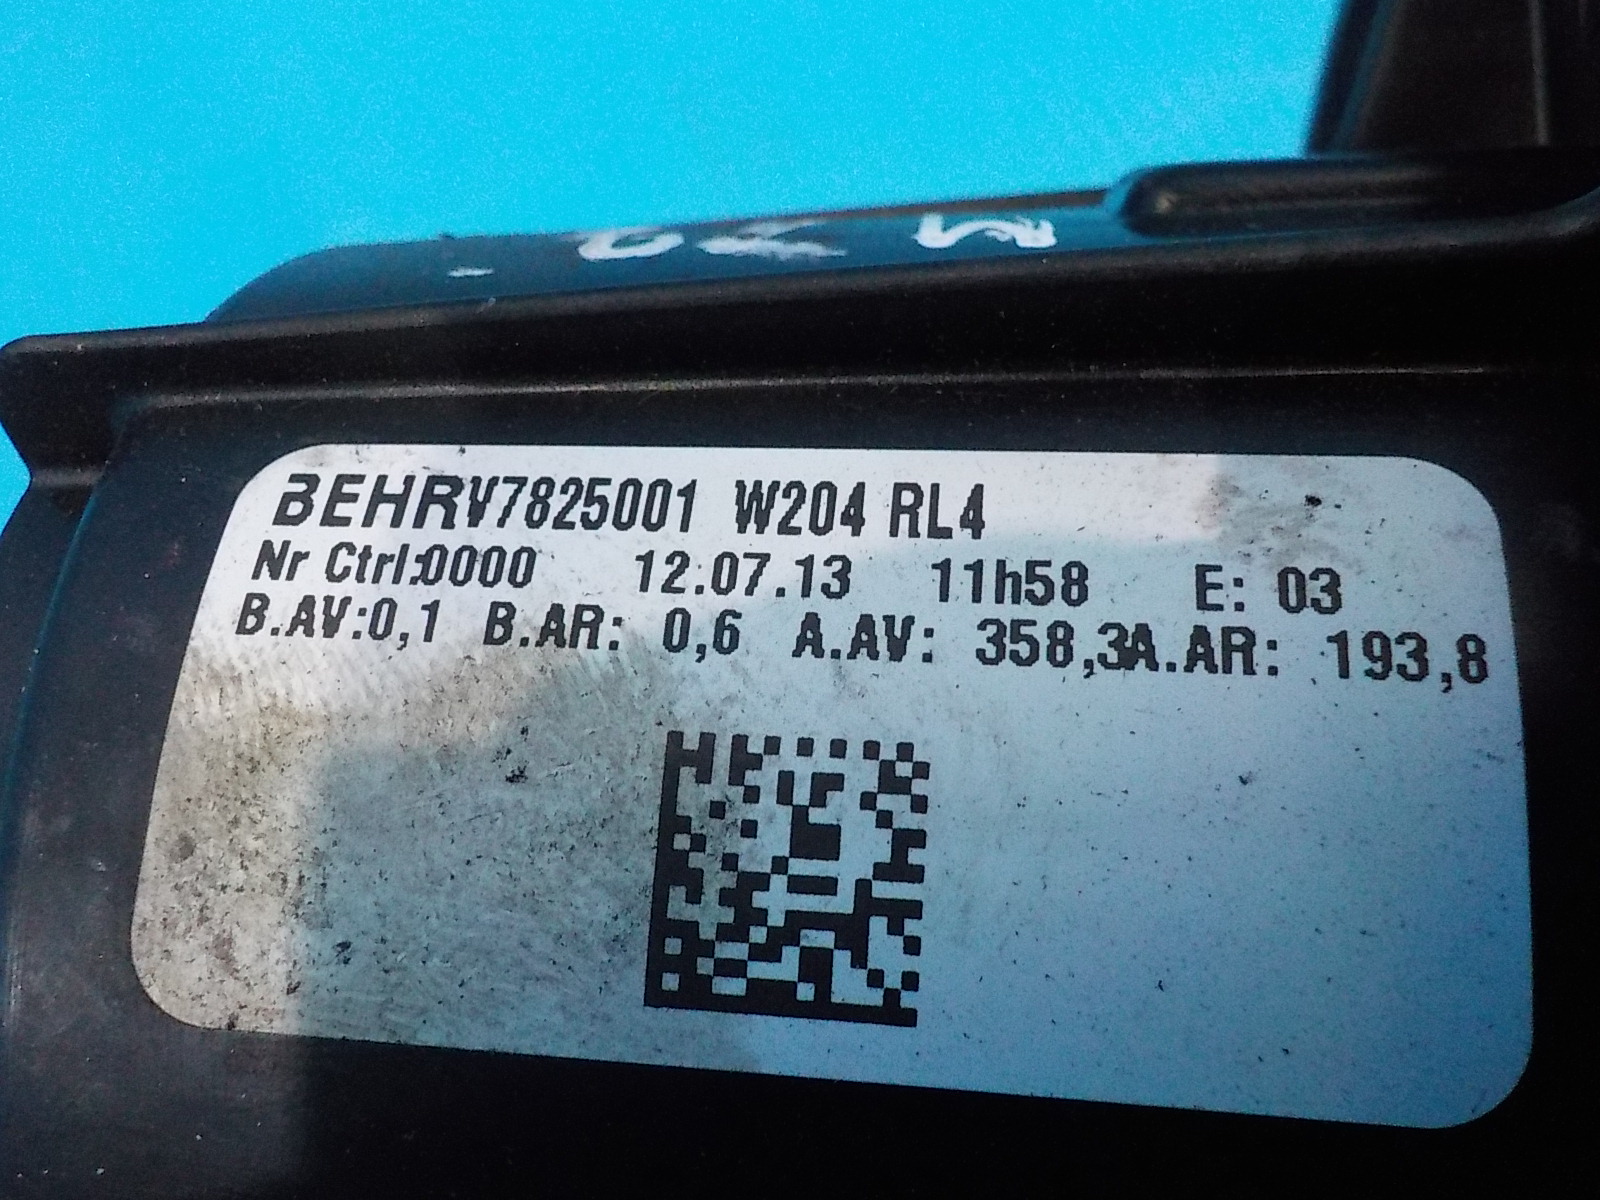 BEHRV7825001 W204 RL4
Nr Ctrl:0000 12.07.13 11h58 E: 03
B.AV:0,1 B.AR: 0,6 A.AV: 358,3A.AR: 193,8